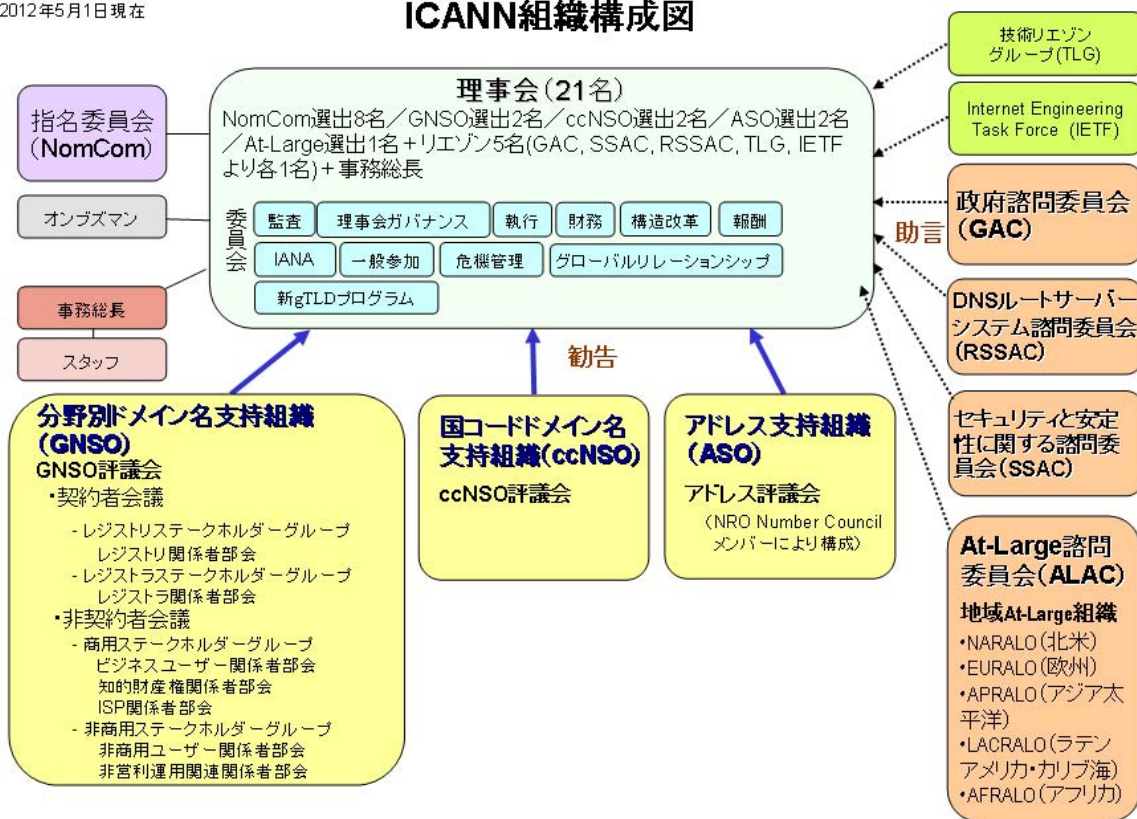 2012年5月1日現在
ICANN組織構成図
指名委員会
(NomCom)
オンブズマン
事務総長
スタッフ
理事会(21名)
NomCom選出8名/GNSO選出2名/ccNSO選出2名/ASO選出2名
/At-Large選出1名+リエゾン5名(GAC, SSAC, RSSAC, TLG, IETF
より各1名)+事務総長
委員会
監査
理事会ガバナンス
執行
財務
構造改革
報酬
IANA
一般参加
危機管理
グローバルリレーションシップ
新gTLDプログラム
技術リエゾン
グループ(TLG)
Internet Engineering
Task Force (IETF)
助言
政府諮問委員会
(GAC)
DNSルートサーバー
システム諮問委員会
(RSSAC)
セキュリティと安定
性に関する諮問委
員会(SSAC)
At-Large諮問
委員会(ALAC)
地域At-Large組織
•NARALO(北米)
•EURALO(欧州)
•APRALO(アジア太
平洋)
•LACRALO(ラテン
アメリカ・カリブ海)
•AFRALO(アフリカ)
勧告
分野別ドメイン名支持組織
(GNSO)
GNSO評議会
・契約者会議
- レジストリステークホルダーグループ
レジストリ関係者部会
- レジストラステークホルダーグループ
レジストラ関係者部会
・非契約者会議
- 商用ステークホルダーグループ
ビジネスユーザー関係者部会
知的財産権関係者部会
ISP関係者部会
- 非商用ステークホルダーグループ
非商用ユーザー関係者部会
非営利運用関連関係者部会
国コードドメイン名
支持組織(ccNSO)
ccNSO評議会
アドレス支持組織
(ASO)
アドレス評議会
(NRO Number Council
メンバーにより構成)